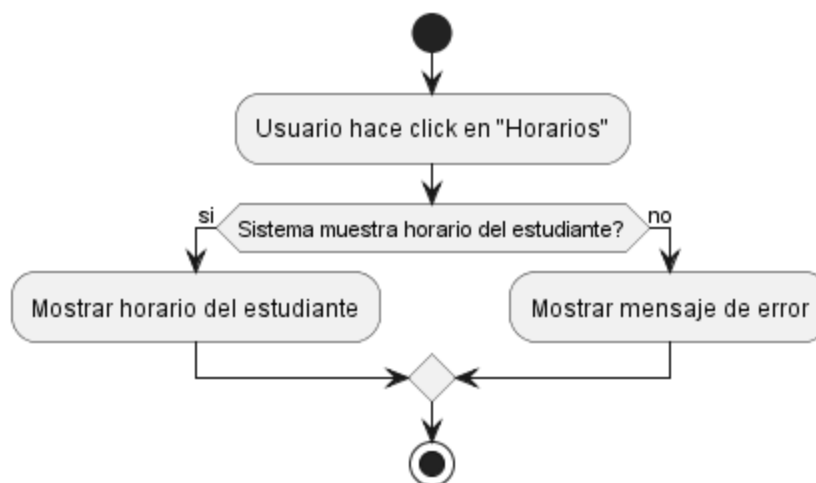 Usuario hace click en "Horarios"
si
Sistema muestra horario del estudiante?
no
Mostrar horario del estudiante
Mostrar mensaje de error